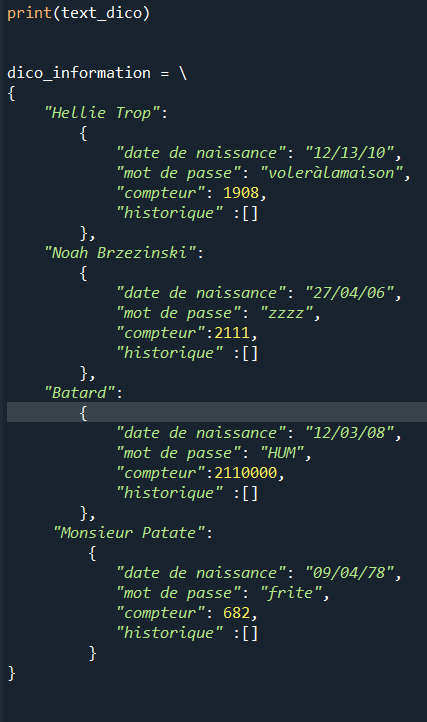 print(text_dico)
dico_information = \
{
"Hellie Trop":
{
"date de naissance": "12/13/10",
"mot de passe": "voleràlamaison",
"compteur": 1908,
"historique" :[]
},
"Noah Brzezinski":
{
"date de naissance": "27/04/06",
"mot de passe": "zzzz",
"compteur":2111,
"historique" :[]
},
"Batard":
{
"date de naissance": "12/03/08",
"mot de passe": "HUM",
"compteur":2110000,
"historique" :[]
},
"Monsieur Patate":
{
"date de naissance": "09/04/78",
"mot de passe": "frite",
"compteur": 682,
"historique" :[]
}
}